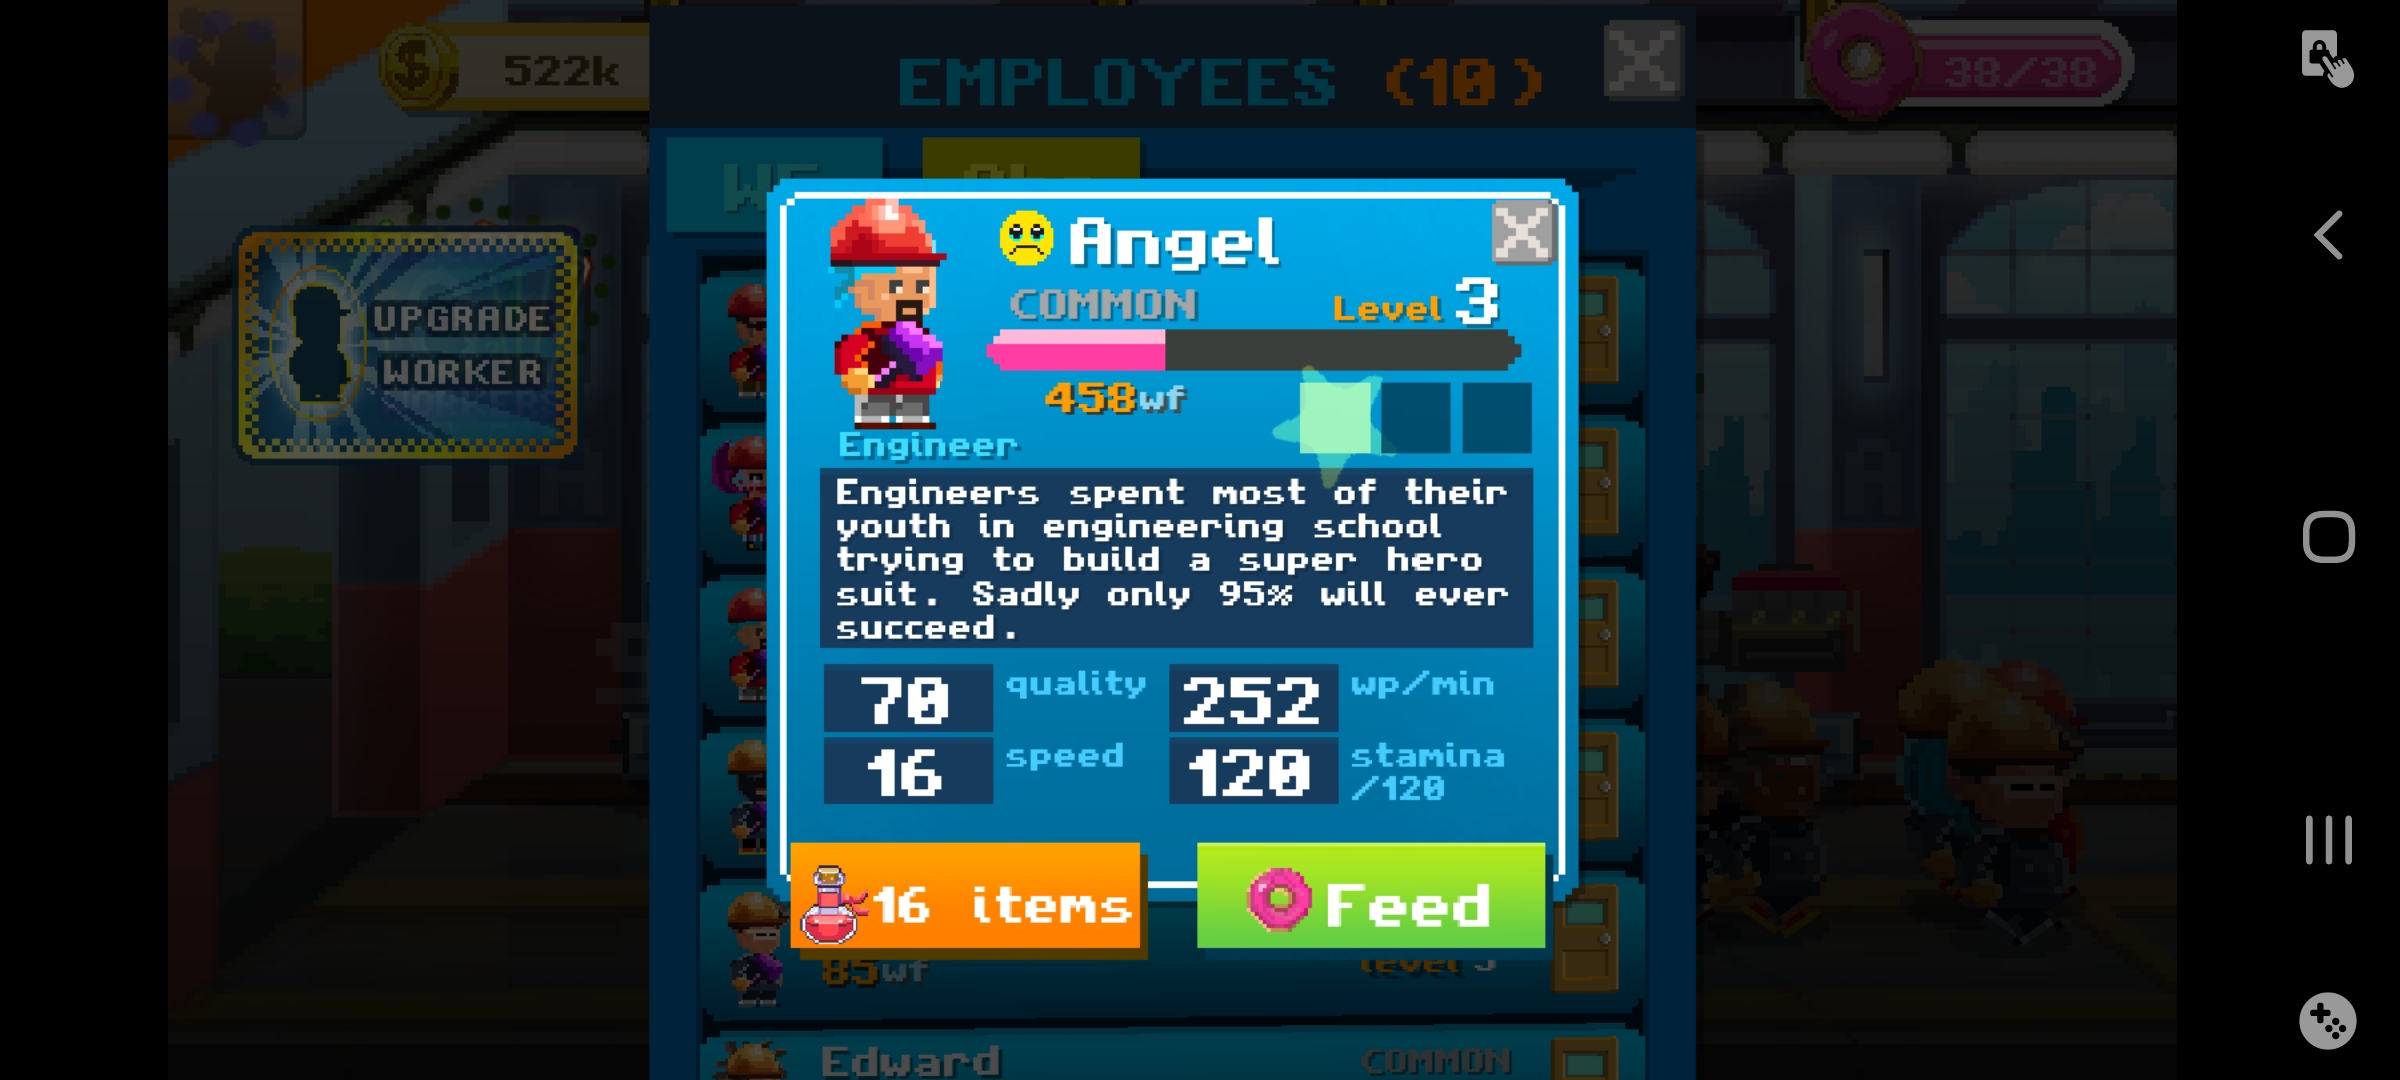 522k
EMPLOYEES (10)
38/38
UPGRADE
WORKER
Angel
COMMON
Level 3
458wf
Engineer
Engineers spent most of their
youth in engineering school
trying to build a super hero
suit. Sadly only 95% will ever
succeed.
70 quality
252 wp/min
16 speed
120 stamina
/120
16 items
Feed
85wf
level 3
Edward
COMMON